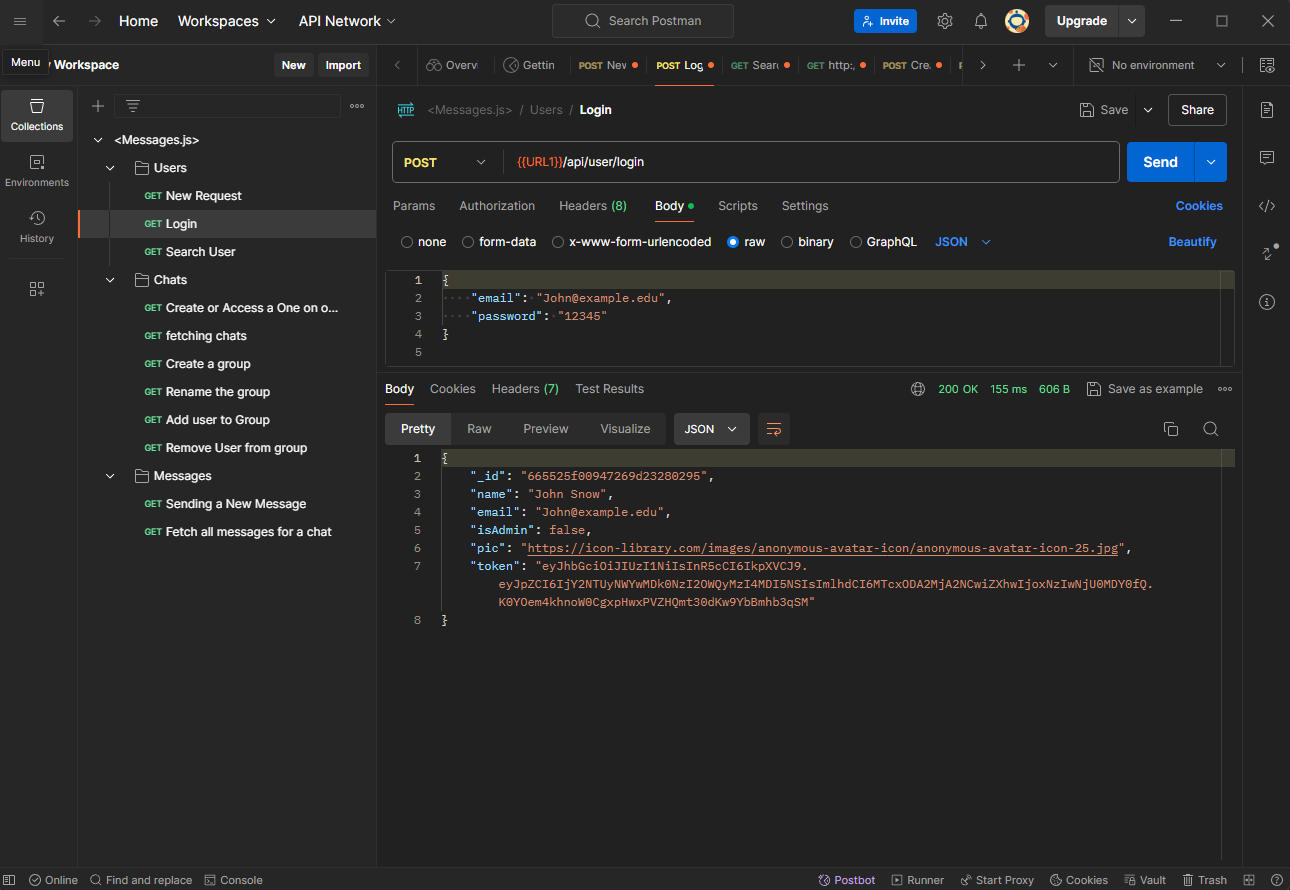 Home Workspaces API Network Search Postman Invite Upgrade
Menu Workspace New Import Overv Gettin POST New POST Log GET Searc GET http:, POST Cre No environment
Collections
Environments
History
<Messages.js>
Users
GET New Request
GET Login
GET Search User
Chats
GET Create or Access a One on o...
GET fetching chats
GET Create a group
GET Rename the group
GET Add user to Group
GET Remove User from group
Messages
GET Sending a New Message
GET Fetch all messages for a chat
HTTP <Messages.js> / Users / Login Save Share
POST {{URL1}}/api/user/login Send
Params Authorization Headers (8) Body Scripts Settings Cookies
none form-data x-www-form-urlencoded raw binary GraphQL JSON Beautify
1 {
2 "email": "John@example.edu",
3 "password": "12345"
4 }
5
Body Cookies Headers (7) Test Results 200 OK 155 ms 606 B Save as example
Pretty Raw Preview Visualize JSON
1 {
2 "_id": "665525f00947269d23280295",
3 "name": "John Snow",
4 "email": "John@example.edu",
5 "isAdmin": false,
6 "pic": "https://icon-library.com/images/anonymous-avatar-icon/anonymous-avatar-icon-25.jpg",
7 "token": "eyJhbGciOiJIUzI1NiIsInR5cCI6IkpXVCJ9.
eyJpZCI6IjY2NTUyNWYwMDk0NzI2OWQyMzI4MDI5NSIsImlhdCI6MTcxODA2MjA2NCwiZXhwIjoxNzIwNjU0MDY0fQ.
K0YOem4khnoW0CgxpHwxPVZHQmt30dKw9YbBmhb3qSM"
8 }
Online Find and replace Console Postbot Runner Start Proxy Cookies Vault Trash